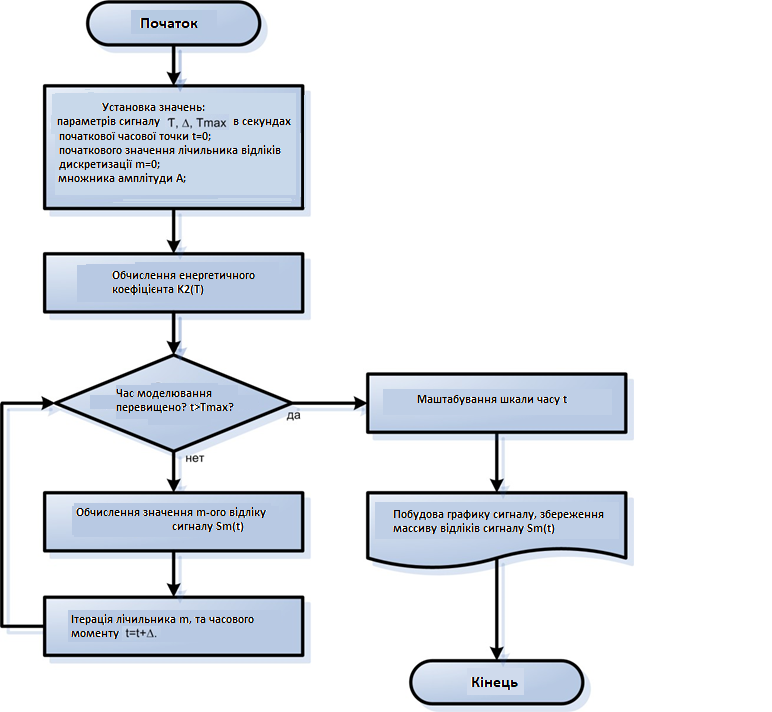 Початок
Установка значень:
параметрів сигналу T, Δ, Tmax в секундах
початкової часової точки t=0;
початкового значення лічильника відліків
дискретизації m=0;
множника амплітуди A;
Обчислення енергетичного
коефіцієнта K2(T)
Час моделювання
перевищено? t>Tmax?
да
нет
Маштабування шкали часу t
Обчислення значення m-ого відліку
сигналу Sm(t)
Побудова графику сигналу, збереження
массиву відліків сигналу Sm(t)
Ітерація лічильника m, та часового
моменту t=t+Δ.
Кінець